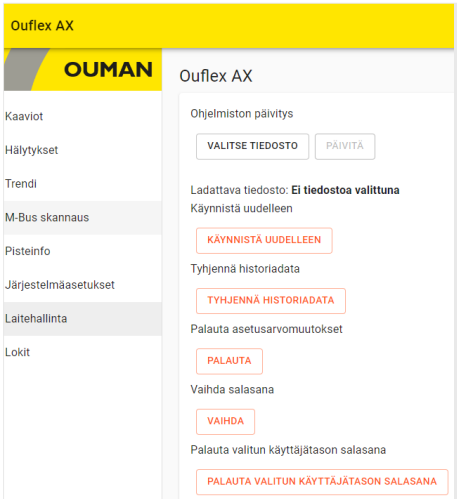 Ouflex AX
OUMAN
Kaaviot
Hälytykset
Trendi
M-Bus skannaus
Pisteinfo
Järjestelmäasetukset
Laitehallinta
Lokit
Ouflex AX
Ohjelmiston päivitys
VALITSE TIEDOSTO PÄIVITÄ
Ladattava tiedosto: Ei tiedostoa valittuna
Käynnistä uudelleen
KÄYNNISTÄ UUDELLEEN
Tyhjennä historiadata
TYHJENNÄ HISTORIADATA
Palauta asetusarvomuutokset
PALAUTA
Vaihda salasana
VAIHDA
Palauta valitun käyttäjätason salasana
PALAUTA VALITUN KÄYTTÄJÄTASON SALASANA